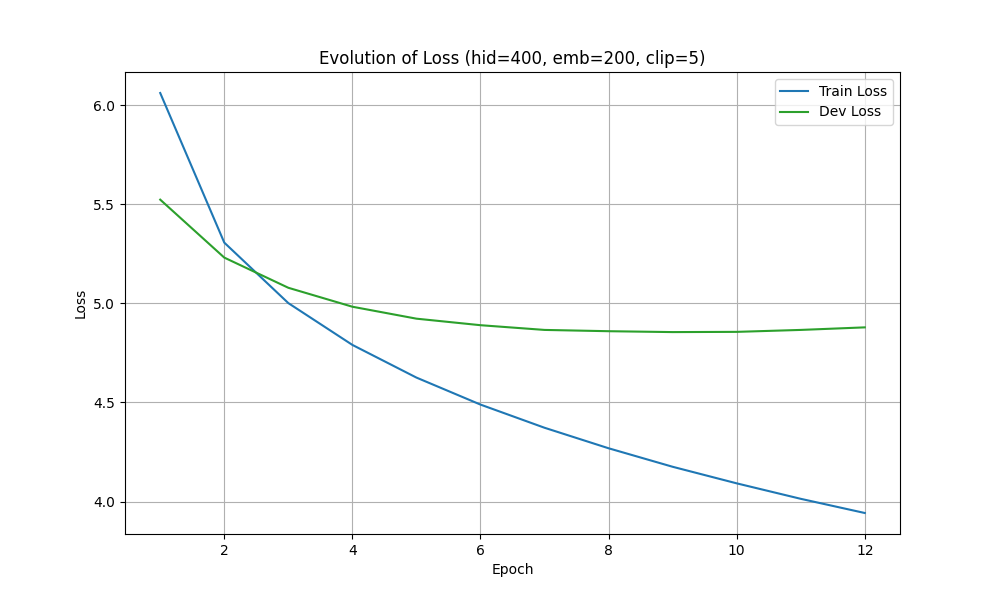 Evolution of Loss (hid=400, emb=200, clip=5)
Train Loss
Dev Loss
6.0
5.5
5.0
4.5
4.0
Loss
2 4 6 8 10 12
Epoch